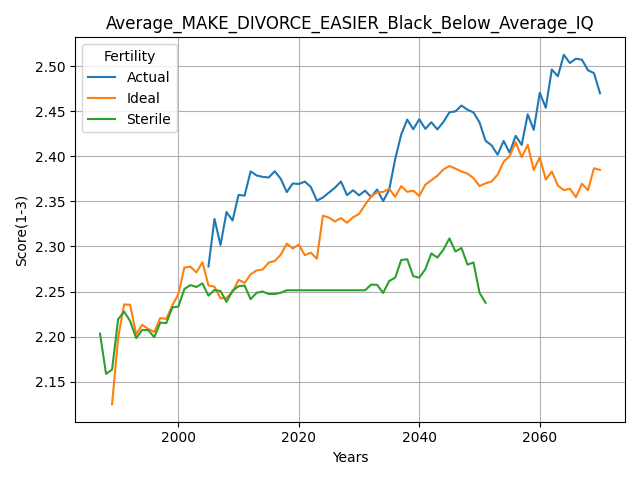 Average_MAKE_DIVORCE_EASIER_Black_Below_Average_IQ
Fertility
Actual
Ideal
Sterile
Score(1-3)
2.50
2.45
2.40
2.35
2.30
2.25
2.20
2.15
2000 2020 2040 2060
Years